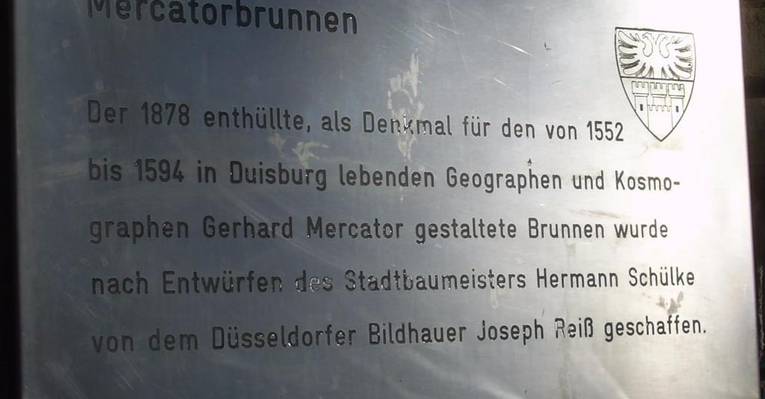 Mercatorbrunnen
Der 1878 enthüllte, als Denkmal für den von 1552
bis 1594 in Duisburg lebenden Geographen und Kosmo-
graphen Gerhard Mercator gestaltete Brunnen wurde
nach Entwürfen des Stadtbaumeisters Hermann Schülke
von dem Düsseldorfer Bildhauer Joseph Reiß geschaffen.